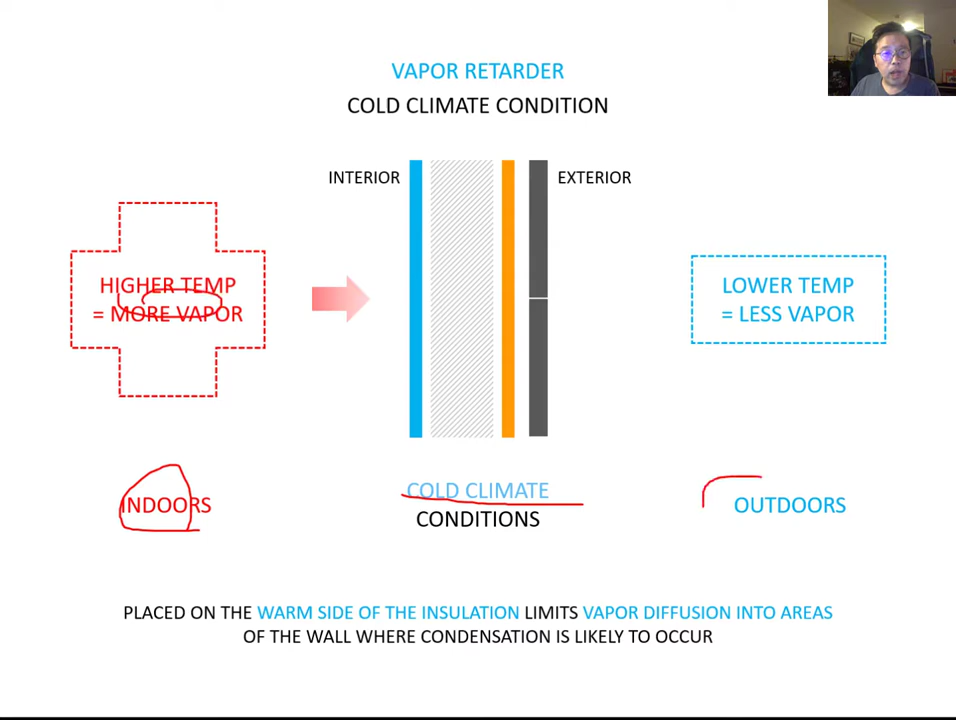 VAPOR RETARDER
COLD CLIMATE CONDITION
INTERIOR
EXTERIOR
HIGHER TEMP
= MORE VAPOR
LOWER TEMP
= LESS VAPOR
INDOORS
COLD CLIMATE
CONDITIONS
OUTDOORS
PLACED ON THE WARM SIDE OF THE INSULATION LIMITS VAPOR DIFFUSION INTO AREAS
OF THE WALL WHERE CONDENSATION IS LIKELY TO OCCUR